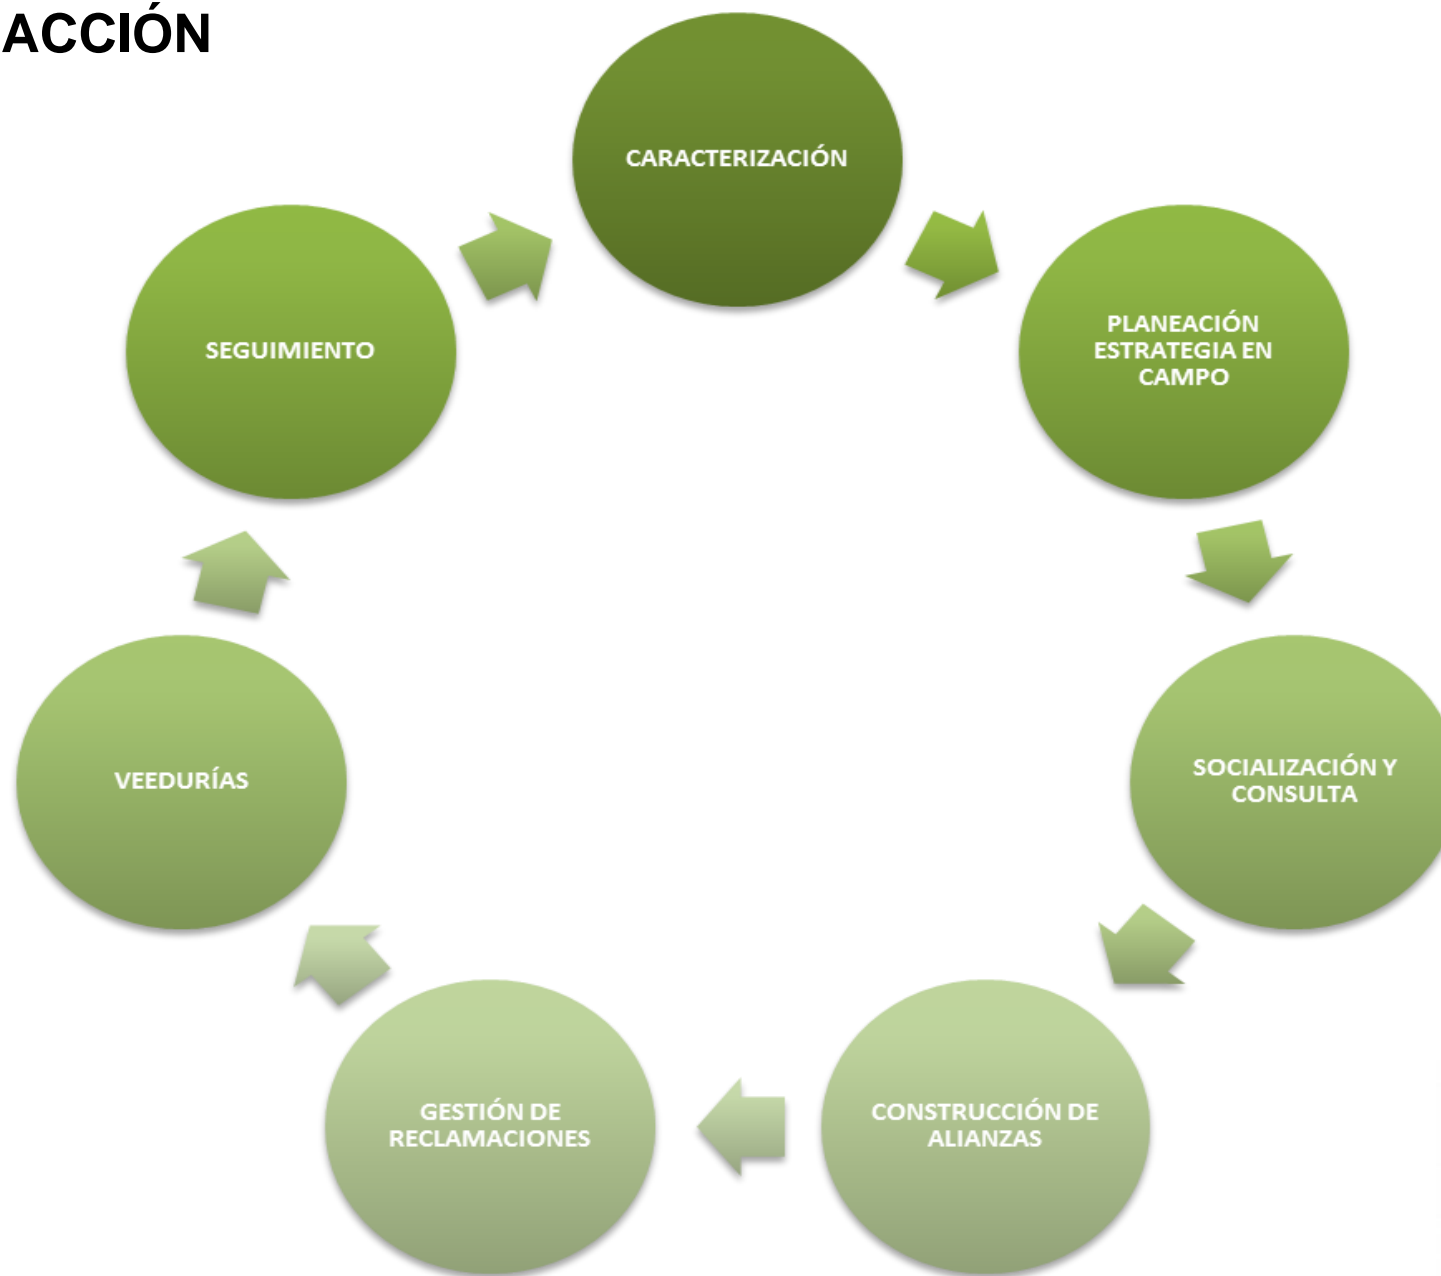 ACCIÓN
CARACTERIZACIÓN
PLANEACIÓN
ESTRATEGIA EN
CAMPO
SOCIALIZACIÓN Y
CONSULTA
CONSTRUCCIÓN DE
ALIANZAS
GESTIÓN DE
RECLAMACIONES
VEEDURÍAS
SEGUIMIENTO